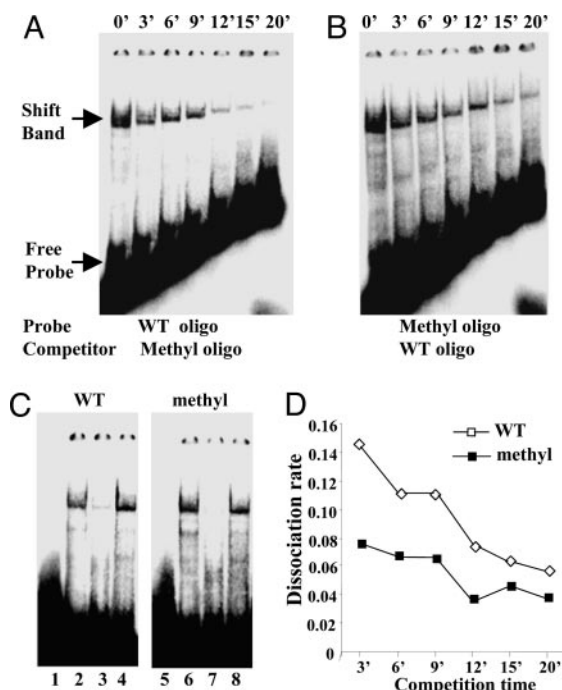 A
0' 3' 6' 9' 12' 15' 20'
Shift
Band
Free
Probe
Probe WT oligo
Competitor Methyl oligo
B
0' 3' 6' 9' 12' 15' 20'
Methyl oligo
WT oligo
C
WT methyl
1 2 3 4 5 6 7 8
D
WT
methyl
Dissociation rate
0.16
0.14
0.12
0.10
0.08
0.06
0.04
0.02
0
3' 6' 9' 12' 15' 20'
Competition time